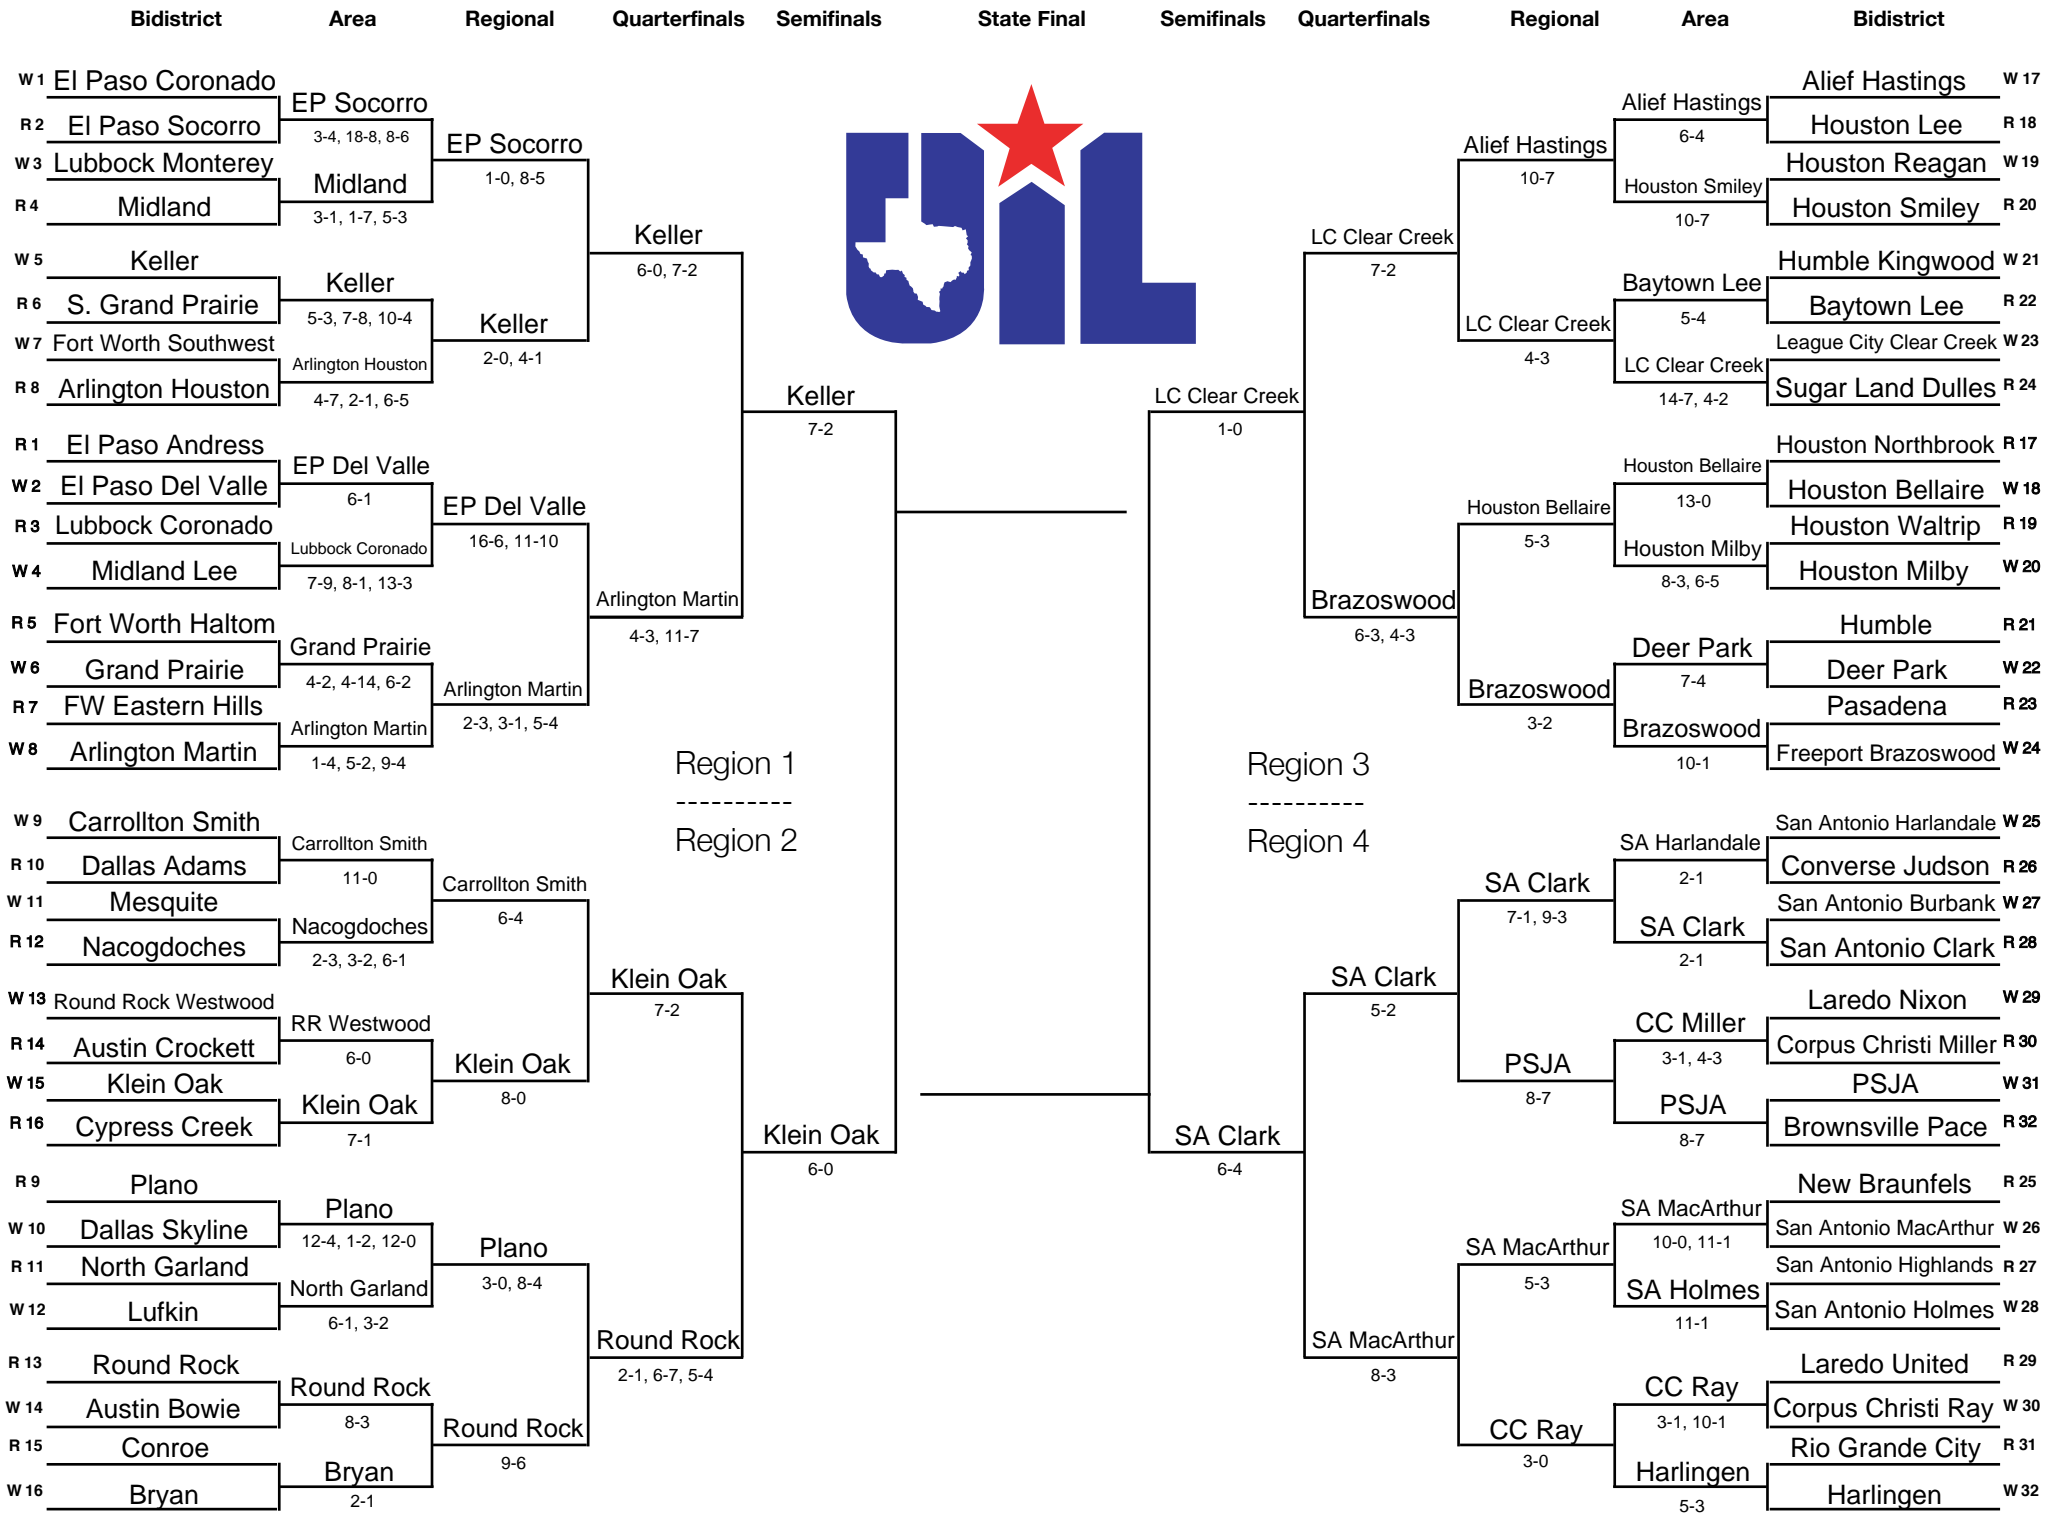 Bidistrict Area Regional Quarterfinals Semifinals State Final Semifinals Quarterfinals Regional Area Bidistrict
W 1 El Paso Coronado
EP Socorro
3-4, 18-8, 8-6
R 2 El Paso Socorro
EP Socorro
1-0, 8-5
W 3 Lubbock Monterey
Midland
3-1, 1-7, 5-3
R 4 Midland
Keller
6-0, 7-2
W 5 Keller
Keller
5-3, 7-8, 10-4
R 6 S. Grand Prairie
Keller
2-0, 4-1
W 7 Fort Worth Southwest
Arlington Houston
4-7, 2-1, 6-5
R 8 Arlington Houston
Keller
7-2
R 1 El Paso Andress
EP Del Valle
6-1
W 2 El Paso Del Valle
EP Del Valle
16-6, 11-10
R 3 Lubbock Coronado
Lubbock Coronado
7-9, 8-1, 13-3
W 4 Midland Lee
Arlington Martin
4-3, 11-7
R 5 Fort Worth Haltom
Grand Prairie
4-2, 4-14, 6-2
W 6 Grand Prairie
Arlington Martin
2-3, 3-1, 5-4
R 7 FW Eastern Hills
Arlington Martin
1-4, 5-2, 9-4
W 8 Arlington Martin
Region 1
----------
Region 2
W 9 Carrollton Smith
Carrollton Smith
11-0
R 10 Dallas Adams
Carrollton Smith
6-4
W 11 Mesquite
Nacogdoches
2-3, 3-2, 6-1
R 12 Nacogdoches
Klein Oak
7-2
W 13 Round Rock Westwood
RR Westwood
6-0
R 14 Austin Crockett
Klein Oak
8-0
W 15 Klein Oak
Klein Oak
7-1
R 16 Cypress Creek
Klein Oak
6-0
R 9 Plano
Plano
12-4, 1-2, 12-0
W 10 Dallas Skyline
Plano
3-0, 8-4
R 11 North Garland
North Garland
6-1, 3-2
W 12 Lufkin
Round Rock
2-1, 6-7, 5-4
R 13 Round Rock
Round Rock
8-3
W 14 Austin Bowie
Round Rock
9-6
R 15 Conroe
Bryan
2-1
W 16 Bryan
UIL
Alief Hastings W 17
Alief Hastings
6-4
Houston Lee R 18
Alief Hastings
10-7
Houston Reagan W 19
Houston Smiley
10-7
Houston Smiley R 20
LC Clear Creek
7-2
Humble Kingwood W 21
Baytown Lee
5-4
Baytown Lee R 22
LC Clear Creek
4-3
League City Clear Creek W 23
LC Clear Creek
14-7, 4-2
Sugar Land Dulles R 24
LC Clear Creek
1-0
Houston Northbrook R 17
Houston Bellaire
13-0
Houston Bellaire W 18
Houston Bellaire
5-3
Houston Waltrip R 19
Houston Milby
8-3, 6-5
Houston Milby W 20
Brazoswood
6-3, 4-3
Humble R 21
Deer Park
7-4
Deer Park W 22
Brazoswood
3-2
Pasadena R 23
Brazoswood
10-1
Freeport Brazoswood W 24
Region 3
----------
Region 4
San Antonio Harlandale W 25
SA Harlandale
2-1
Converse Judson R 26
SA Clark
7-1, 9-3
San Antonio Burbank W 27
SA Clark
2-1
San Antonio Clark R 28
SA Clark
5-2
Laredo Nixon W 29
CC Miller
3-1, 4-3
Corpus Christi Miller R 30
PSJA
8-7
PSJA W 31
PSJA
8-7
Brownsville Pace R 32
SA Clark
6-4
New Braunfels R 25
SA MacArthur
10-0, 11-1
San Antonio MacArthur W 26
SA MacArthur
5-3
San Antonio Highlands R 27
SA Holmes
11-1
San Antonio Holmes W 28
SA MacArthur
8-3
Laredo United R 29
CC Ray
3-1, 10-1
Corpus Christi Ray W 30
CC Ray
3-0
Rio Grande City R 31
Harlingen
5-3
Harlingen W 32